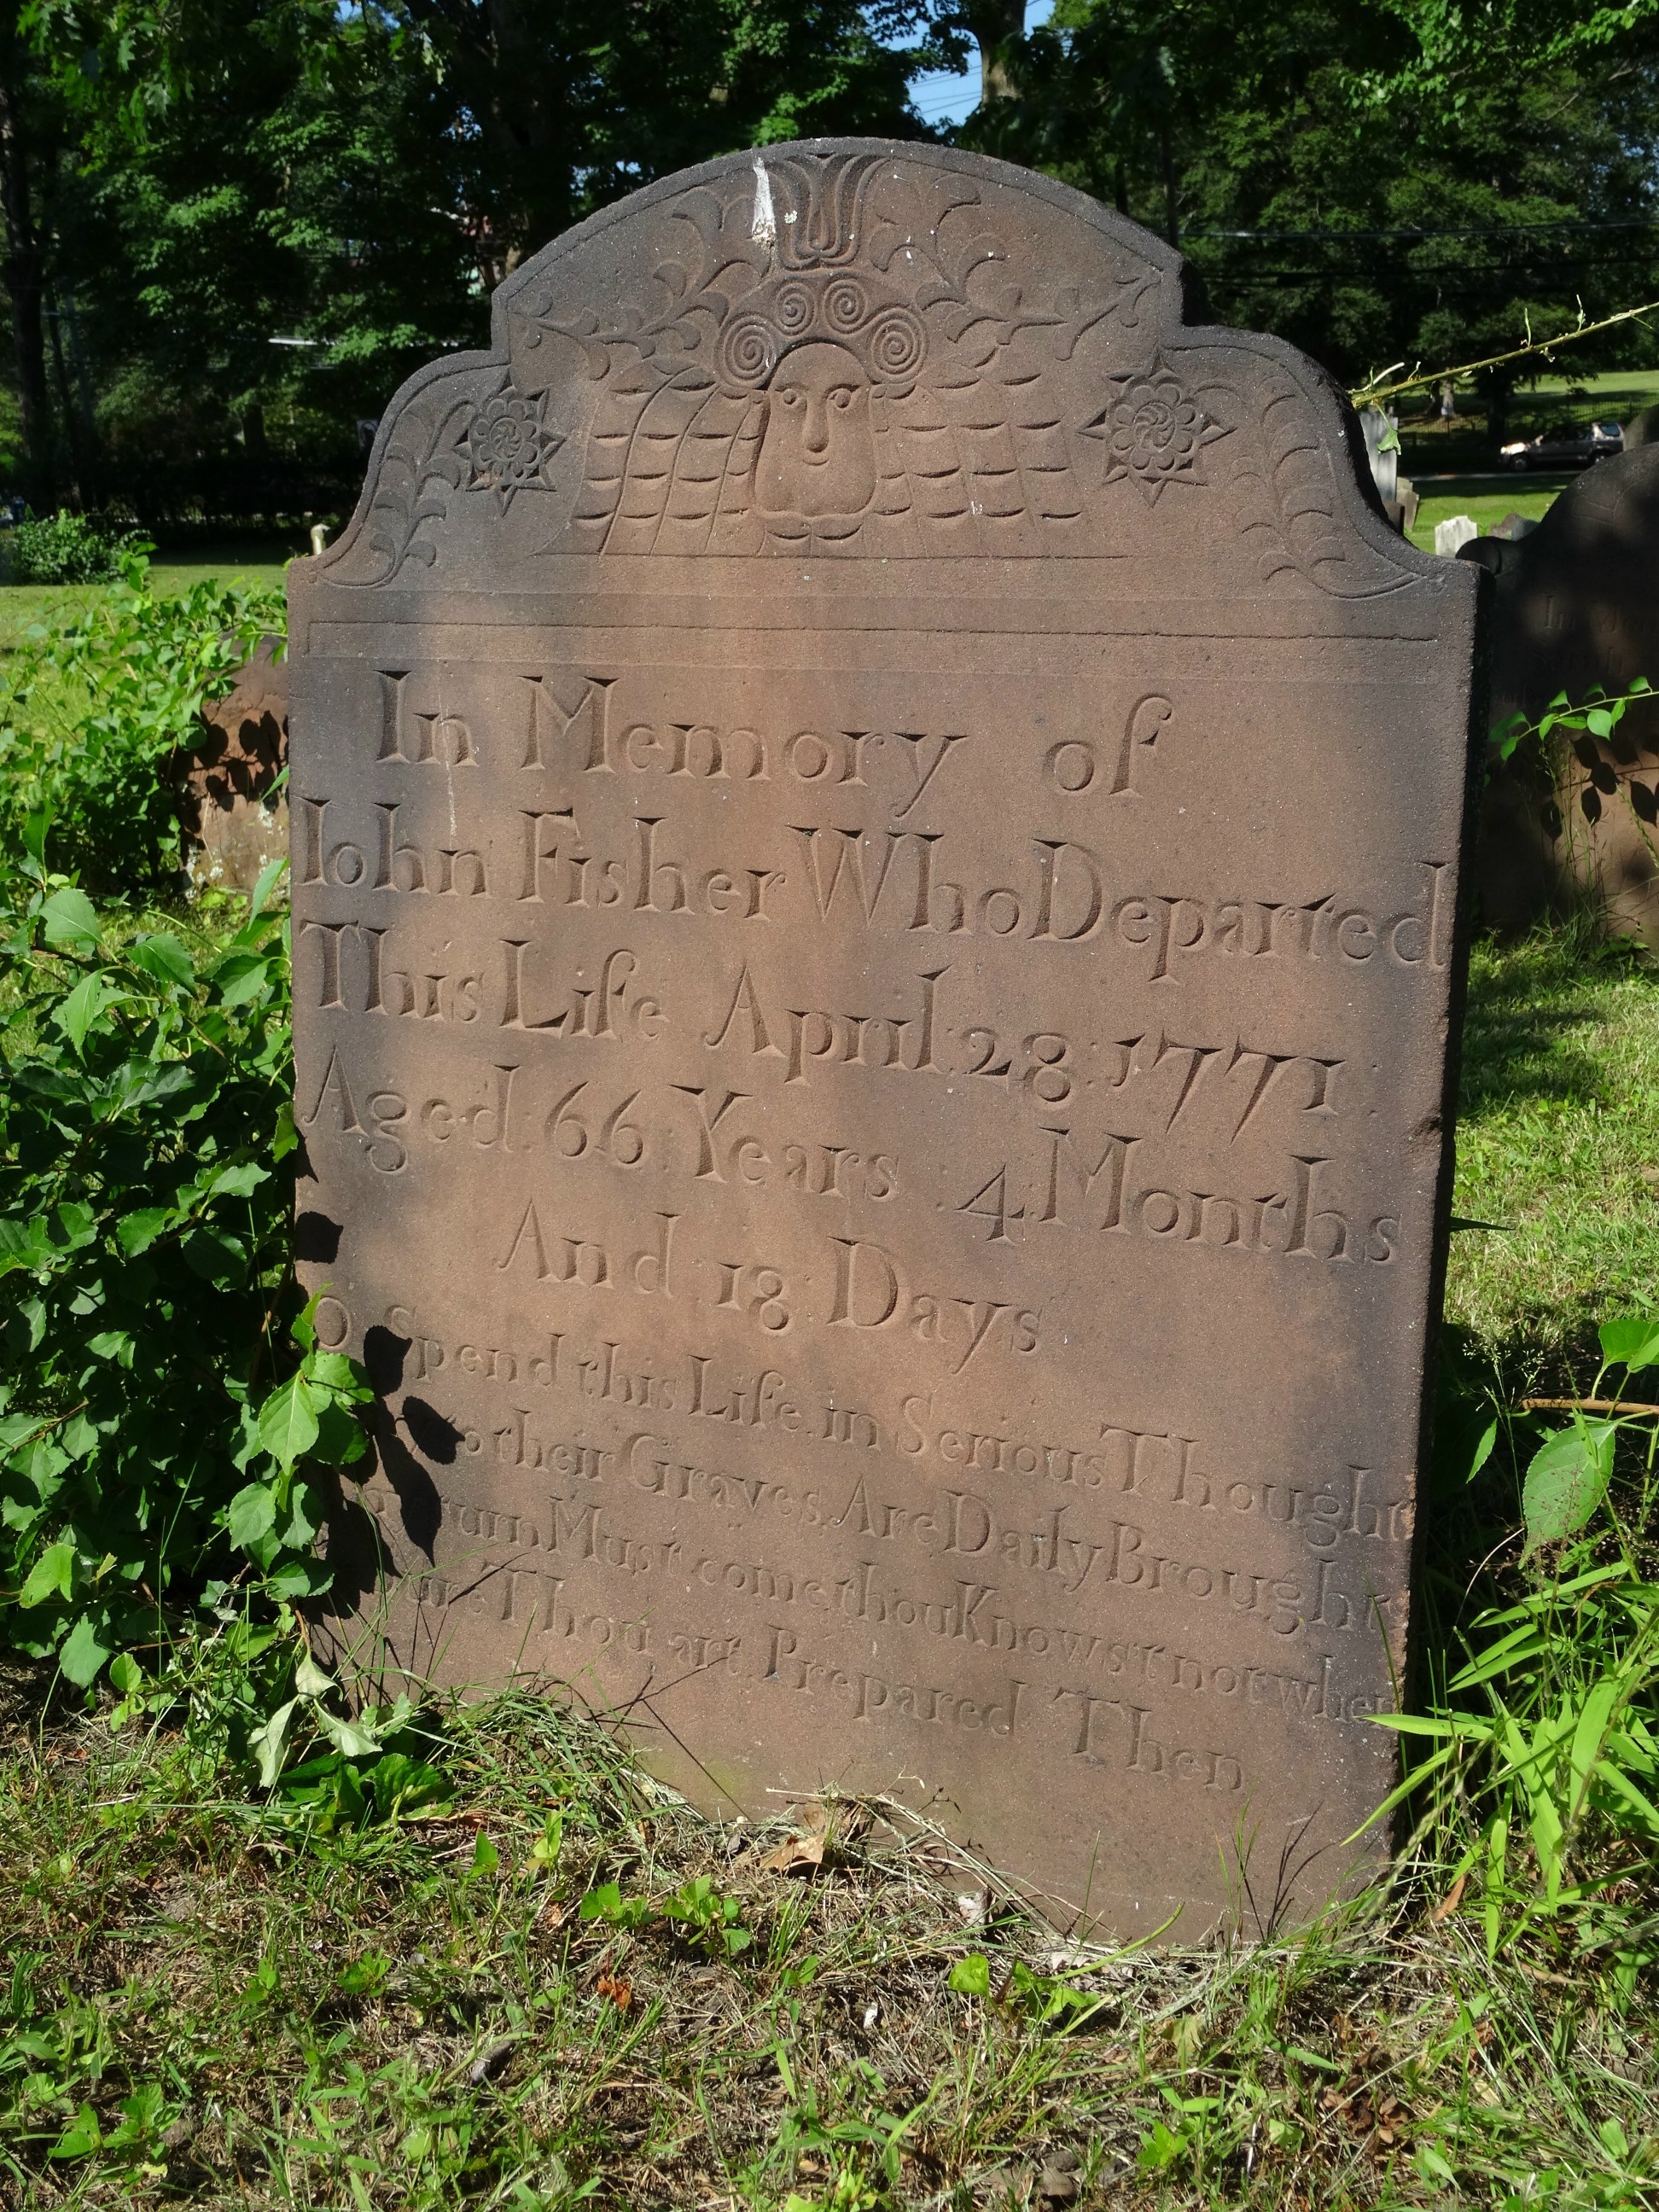 In Memory of
Iohn Fisher Who Departed
This Life April:28:1771
Aged:66:Years:4:Months
And 18: Days
O Spend this Life in Serious Thought
to their Graves Are Daily Brought
turn Must come thou Knowst not when
Thou art Prepared Then